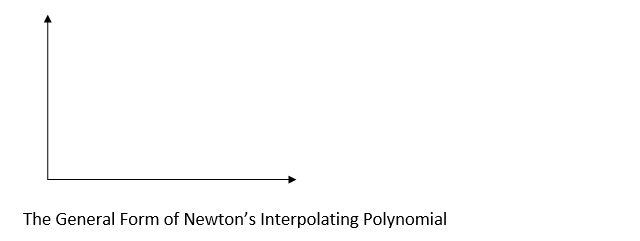 The General Form of Newton’s Interpolating Polynomial